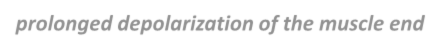 prolonged depolarization of the muscle end